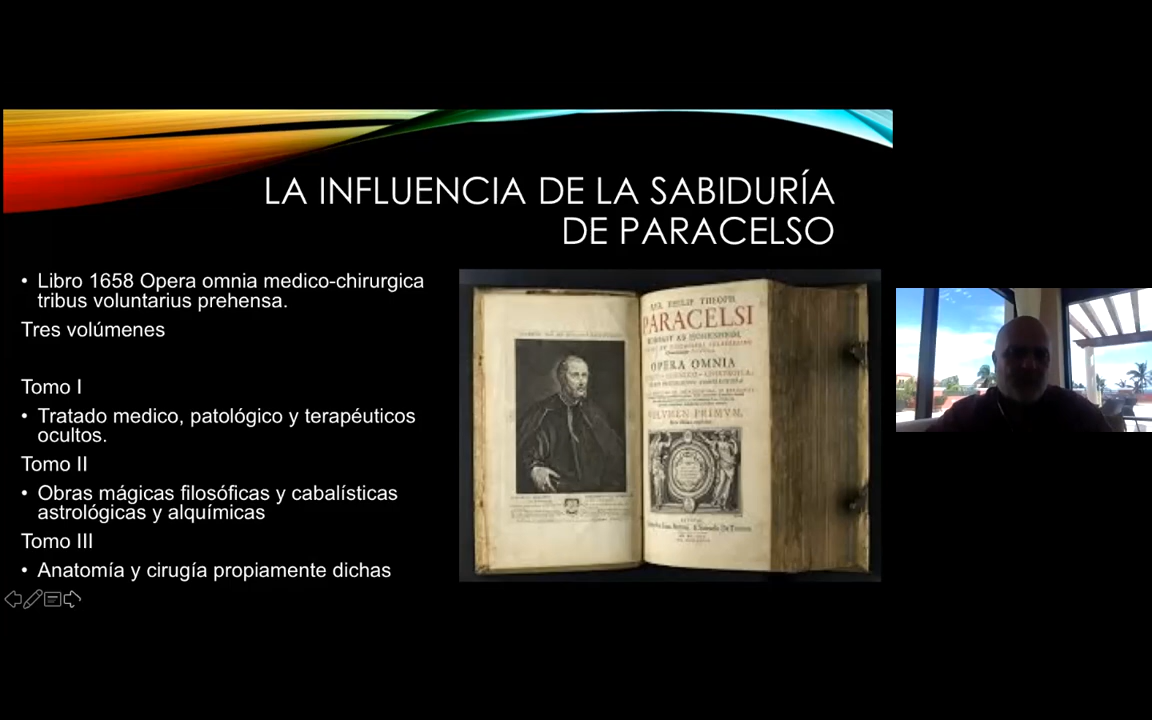 LA INFLUENCIA DE LA SABIDURÍA
DE PARACELSO
• Libro 1658 Opera omnia medico-chirurgica
tribus voluntarius prehensa.
Tres volúmenes
Tomo I
• Tratado medico, patológico y terapéuticos
ocultos.
Tomo II
• Obras mágicas filosóficas y cabalísticas
astrológicas y alquímicas
Tomo III
• Anatomía y cirugía propiamente dichas
PARACELSI
OPERA OMNIA